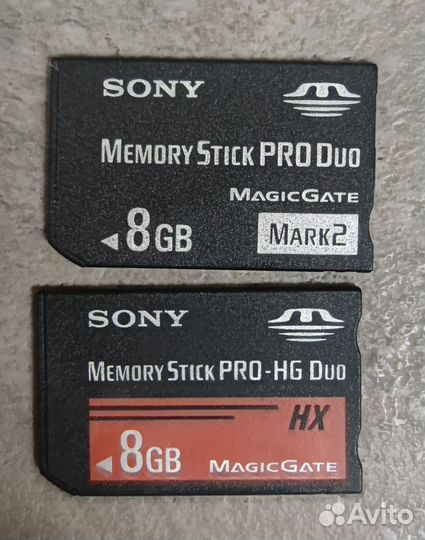 SONY
MEMORY STICK PRO DUO
MAGICGATE
8GB
MARK2
SONY
MEMORY STICK PRO-HG DUO
HX
8GB
MAGICGATE
Avito